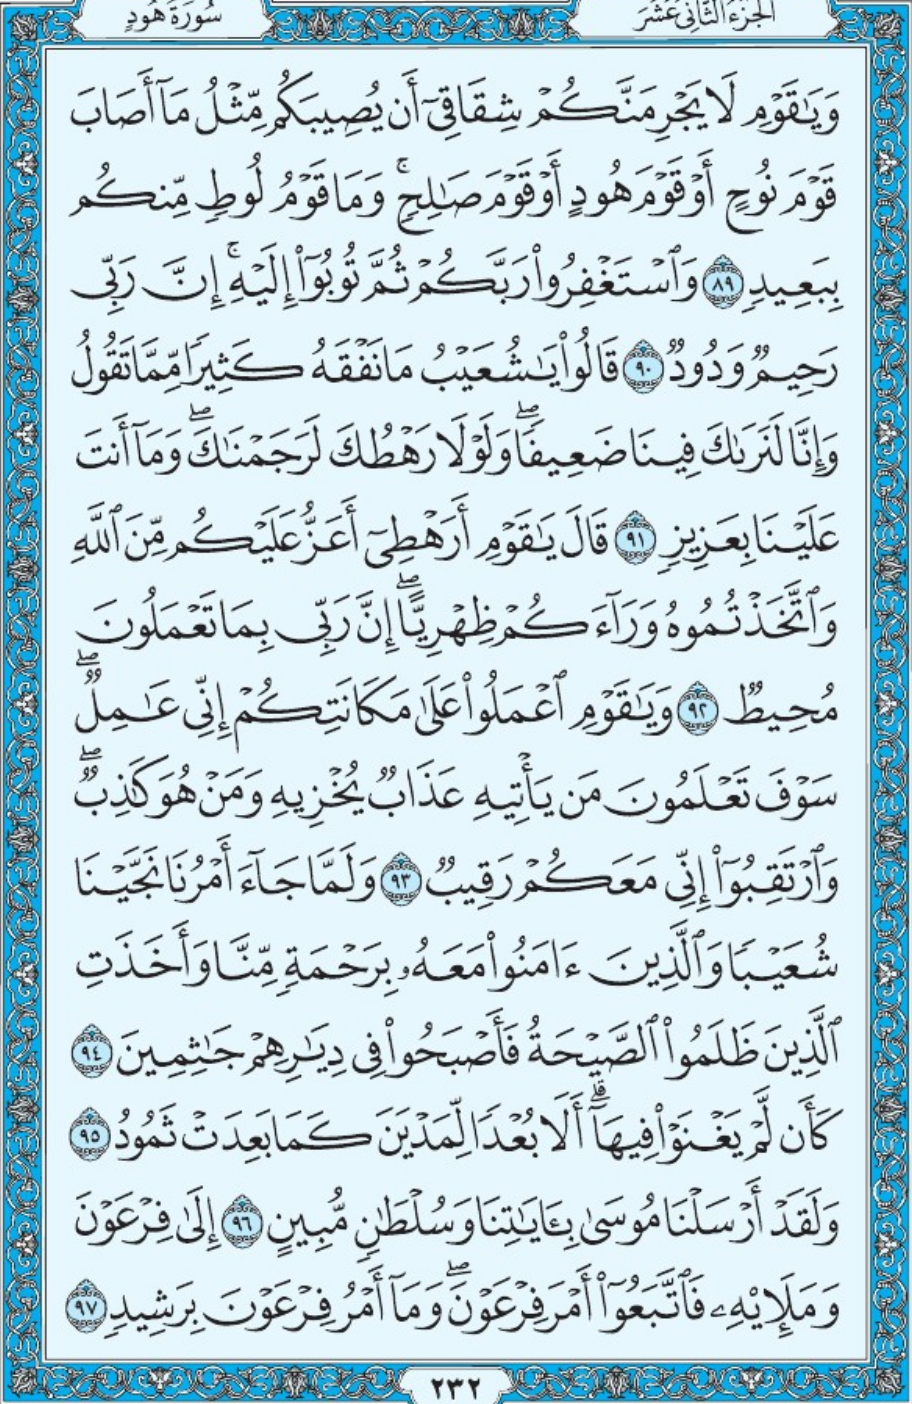 الجزء الثاني عشر
سورة هود
وَيَٰقَوْمِ لَا يَجْرِمَنَّكُمْ شِقَاقِىٓ أَن يُصِيبَكُم مِّثْلُ مَآ أَصَابَ
قَوْمَ نُوحٍ أَوْ قَوْمَ هُودٍ أَوْ قَوْمَ صَٰلِحٍۚ وَمَا قَوْمُ لُوطٍ مِّنكُم
بِبَعِيدٍ ٨٩ وَٱسْتَغْفِرُوا۟ رَبَّكُمْ ثُمَّ تُوبُوٓا۟ إِلَيْهِۚ إِنَّ رَبِّى
رَحِيمٌ وَدُودٌ ٩٠ قَالُوا۟ يَٰشُعَيْبُ مَا نَفْقَهُ كَثِيرًا مِّمَّا تَقُولُ
وَإِنَّا لَنَرَىٰكَ فِينَا ضَعِيفًاۖ وَلَوْلَا رَهْطُكَ لَرَجَمْنَٰكَۖ وَمَآ أَنتَ
عَلَيْنَا بِعَزِيزٍ ٩١ قَالَ يَٰقَوْمِ أَرَهْطِىٓ أَعَزُّ عَلَيْكُم مِّنَ ٱللَّهِ
وَٱتَّخَذْتُمُوهُ وَرَآءَكُمْ ظِهْرِيًّاۖ إِنَّ رَبِّى بِمَا تَعْمَلُونَ
مُحِيطٌ ٩٢ وَيَٰقَوْمِ ٱعْمَلُوا۟ عَلَىٰ مَكَانَتِكُمْ إِنِّى عَٰمِلٌۖ
سَوْفَ تَعْلَمُونَ مَن يَأْتِيهِ عَذَابٌ يُخْزِيهِ وَمَنْ هُوَ كَٰذِبٌۖ
وَٱرْتَقِبُوٓا۟ إِنِّى مَعَكُمْ رَقِيبٌ ٩٣ وَلَمَّا جَآءَ أَمْرُنَا نَجَّيْنَا
شُعَيْبًا وَٱلَّذِينَ ءَامَنُوا۟ مَعَهُۥ بِرَحْمَةٍ مِّنَّا وَأَخَذَتِ
ٱلَّذِينَ ظَلَمُوا۟ ٱلصَّيْحَةُ فَأَصْبَحُوا۟ فِى دِيَٰرِهِمْ جَٰثِمِينَ ٩٤
كَأَن لَّمْ يَغْنَوْا۟ فِيهَآۗ أَلَا بُعْدًا لِّمَدْيَنَ كَمَا بَعِدَتْ ثَمُودُ ٩٥
وَلَقَدْ أَرْسَلْنَا مُوسَىٰ بِـَٔايَٰتِنَا وَسُلْطَٰنٍ مُّبِينٍ ٩٦ إِلَىٰ فِرْعَوْنَ
وَمَلَإِي۟هِۦ فَٱتَّبَعُوٓا۟ أَمْرَ فِرْعَوْنَۖ وَمَآ أَمْرُ فِرْعَوْنَ بِرَشِيدٍ ٩٧
٢٣٢